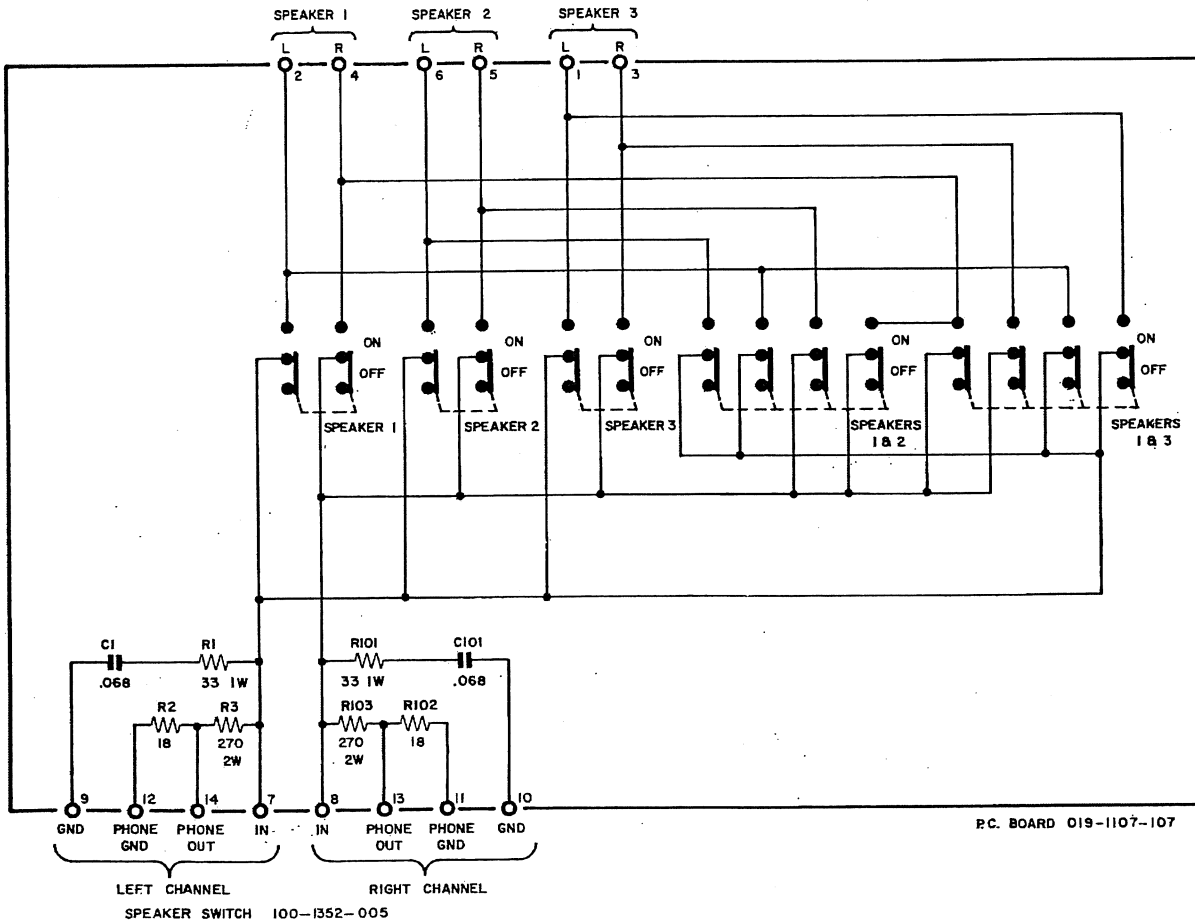 SPEAKER 1 SPEAKER 2 SPEAKER 3
L R L R L R
2 4 6 5 1 3
ON ON ON ON ON
OFF OFF OFF OFF OFF
SPEAKER 1 SPEAKER 2 SPEAKER 3 SPEAKERS SPEAKERS
1 & 2 1 & 3
C1 R1 R101 C101
.068 33 1W 33 1W .068
R2 R3 R103 R102
18 270 270 18
2W 2W
9 12 14 7 8 13 11 10
GND PHONE PHONE IN IN PHONE PHONE GND
GND OUT OUT GND
P.C. BOARD 019-1107-107
LEFT CHANNEL RIGHT CHANNEL
SPEAKER SWITCH 100-1352-005